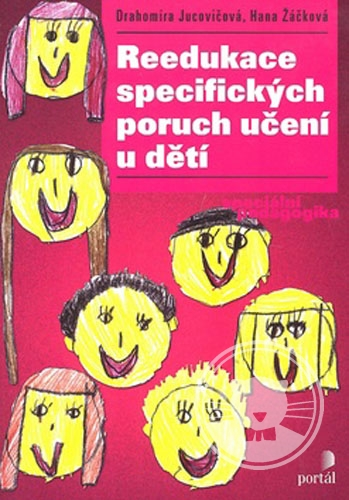 Drahomíra Jucovičová, Hana Žáčková
Reedukace
specifických
poruch učení
u dětí
speciální
pedagogika
portál